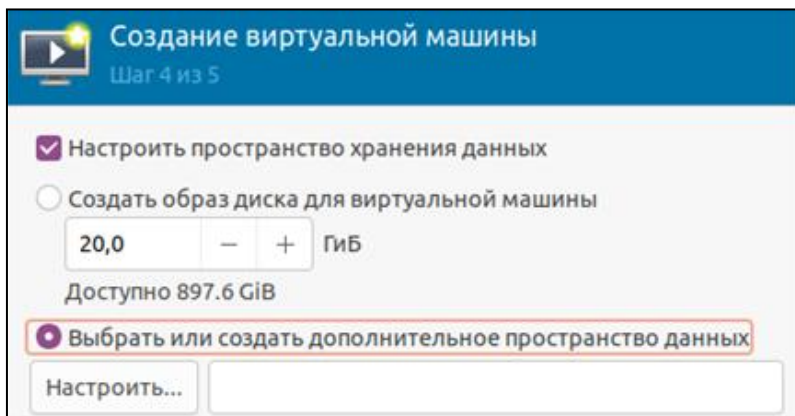 Создание виртуальной машины
Шаг 4 из 5
Настроить пространство хранения данных
Создать образ диска для виртуальной машины
20,0 − + ГиБ
Доступно 897.6 GiB
Выбрать или создать дополнительное пространство данных
Настроить...